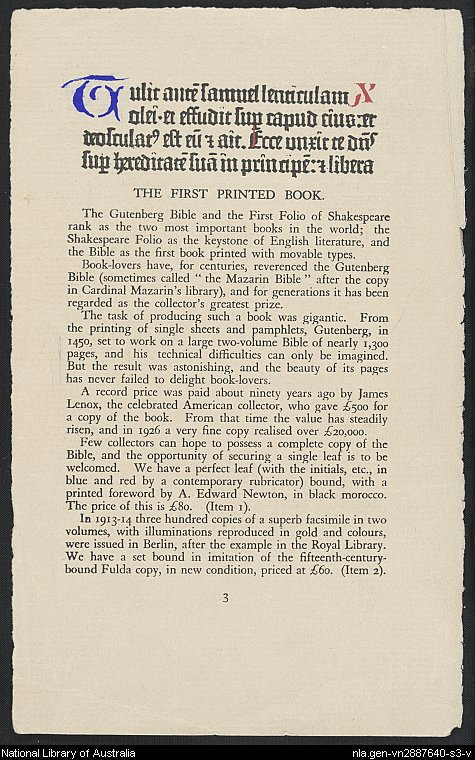 Tulit autē samuel lenticulam
olei· et effudit sup caput eius: et
deosculat⁹ est eū ⁊ ait. Ecce unxit te dn̄s
sup hereditatē suā in principē: ⁊ libera
THE FIRST PRINTED BOOK.
The Gutenberg Bible and the First Folio of Shakespeare
rank as the two most important books in the world; the
Shakespeare Folio as the keystone of English literature, and
the Bible as the first book printed with movable types.
Book-lovers have, for centuries, reverenced the Gutenberg
Bible (sometimes called “ the Mazarin Bible ” after the copy
in Cardinal Mazarin's library), and for generations it has been
regarded as the collector's greatest prize.
The task of producing such a book was gigantic. From
the printing of single sheets and pamphlets, Gutenberg, in
1450, set to work on a large two-volume Bible of nearly 1,300
pages, and his technical difficulties can only be imagined.
But the result was astonishing, and the beauty of its pages
has never failed to delight book-lovers.
A record price was paid about ninety years ago by James
Lenox, the celebrated American collector, who gave £500 for
a copy of the book. From that time the value has steadily
risen, and in 1926 a very fine copy realised over £20,000.
Few collectors can hope to possess a complete copy of the
Bible, and the opportunity of securing a single leaf is to be
welcomed. We have a perfect leaf (with the initials, etc., in
blue and red by a contemporary rubricator) bound, with a
printed foreword by A. Edward Newton, in black morocco.
The price of this is £80. (Item 1).
In 1913-14 three hundred copies of a superb facsimile in two
volumes, with illuminations reproduced in gold and colours,
were issued in Berlin, after the example in the Royal Library.
We have a set bound in imitation of the fifteenth-century-
bound Fulda copy, in new condition, priced at £60. (Item 2).
3
National Library of Australia
nla.gen-vn2887640-s3-v